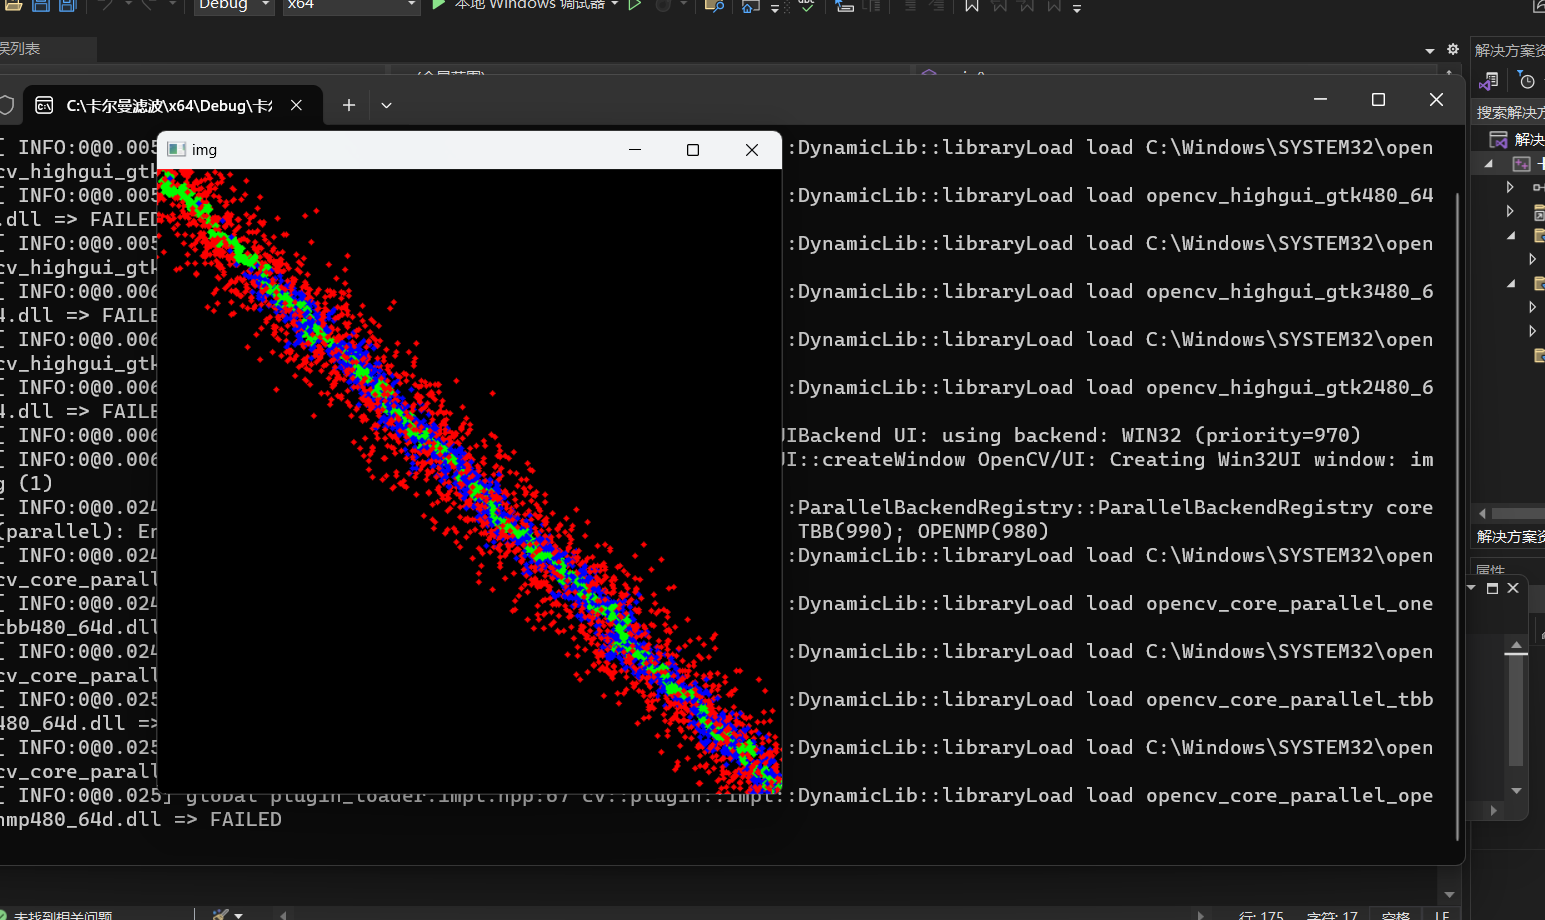 Debug
x64
本地 Windows 调试器
误列表
解决方案资
搜索解决方
C:\卡尔曼滤波\x64\Debug\卡
解决
[ INFO:0@0.005
img
::DynamicLib::libraryLoad load C:\Windows\SYSTEM32\open
cv_highgui_gtk
[ INFO:0@0.005
::DynamicLib::libraryLoad load opencv_highgui_gtk480_64
.dll => FAILED
[ INFO:0@0.005
::DynamicLib::libraryLoad load C:\Windows\SYSTEM32\open
cv_highgui_gtk
[ INFO:0@0.006
::DynamicLib::libraryLoad load opencv_highgui_gtk3480_6
4.dll => FAILE
[ INFO:0@0.006
::DynamicLib::libraryLoad load C:\Windows\SYSTEM32\open
cv_highgui_gtk
[ INFO:0@0.006
::DynamicLib::libraryLoad load opencv_highgui_gtk2480_6
4.dll => FAILE
[ INFO:0@0.006
UIBackend UI: using backend: WIN32 (priority=970)
[ INFO:0@0.006
UI::createWindow OpenCV/UI: Creating Win32UI window: im
g (1)
[ INFO:0@0.024
::ParallelBackendRegistry::ParallelBackendRegistry core
(parallel): En
TBB(990); OPENMP(980)
[ INFO:0@0.024
::DynamicLib::libraryLoad load C:\Windows\SYSTEM32\open
cv_core_parall
[ INFO:0@0.024
::DynamicLib::libraryLoad load opencv_core_parallel_one
tbb480_64d.dll
[ INFO:0@0.024
::DynamicLib::libraryLoad load C:\Windows\SYSTEM32\open
cv_core_parall
[ INFO:0@0.025
::DynamicLib::libraryLoad load opencv_core_parallel_tbb
480_64d.dll =>
[ INFO:0@0.025
::DynamicLib::libraryLoad load C:\Windows\SYSTEM32\open
cv_core_parall
[ INFO:0@0.025] global plugin_loader.impl.hpp:67 cv::plugin::impl::DynamicLib::libraryLoad load opencv_core_parallel_ope
nmp480_64d.dll => FAILED
解决方案资
属性
未找到相关问题
行: 175
字符: 17
空格
LF